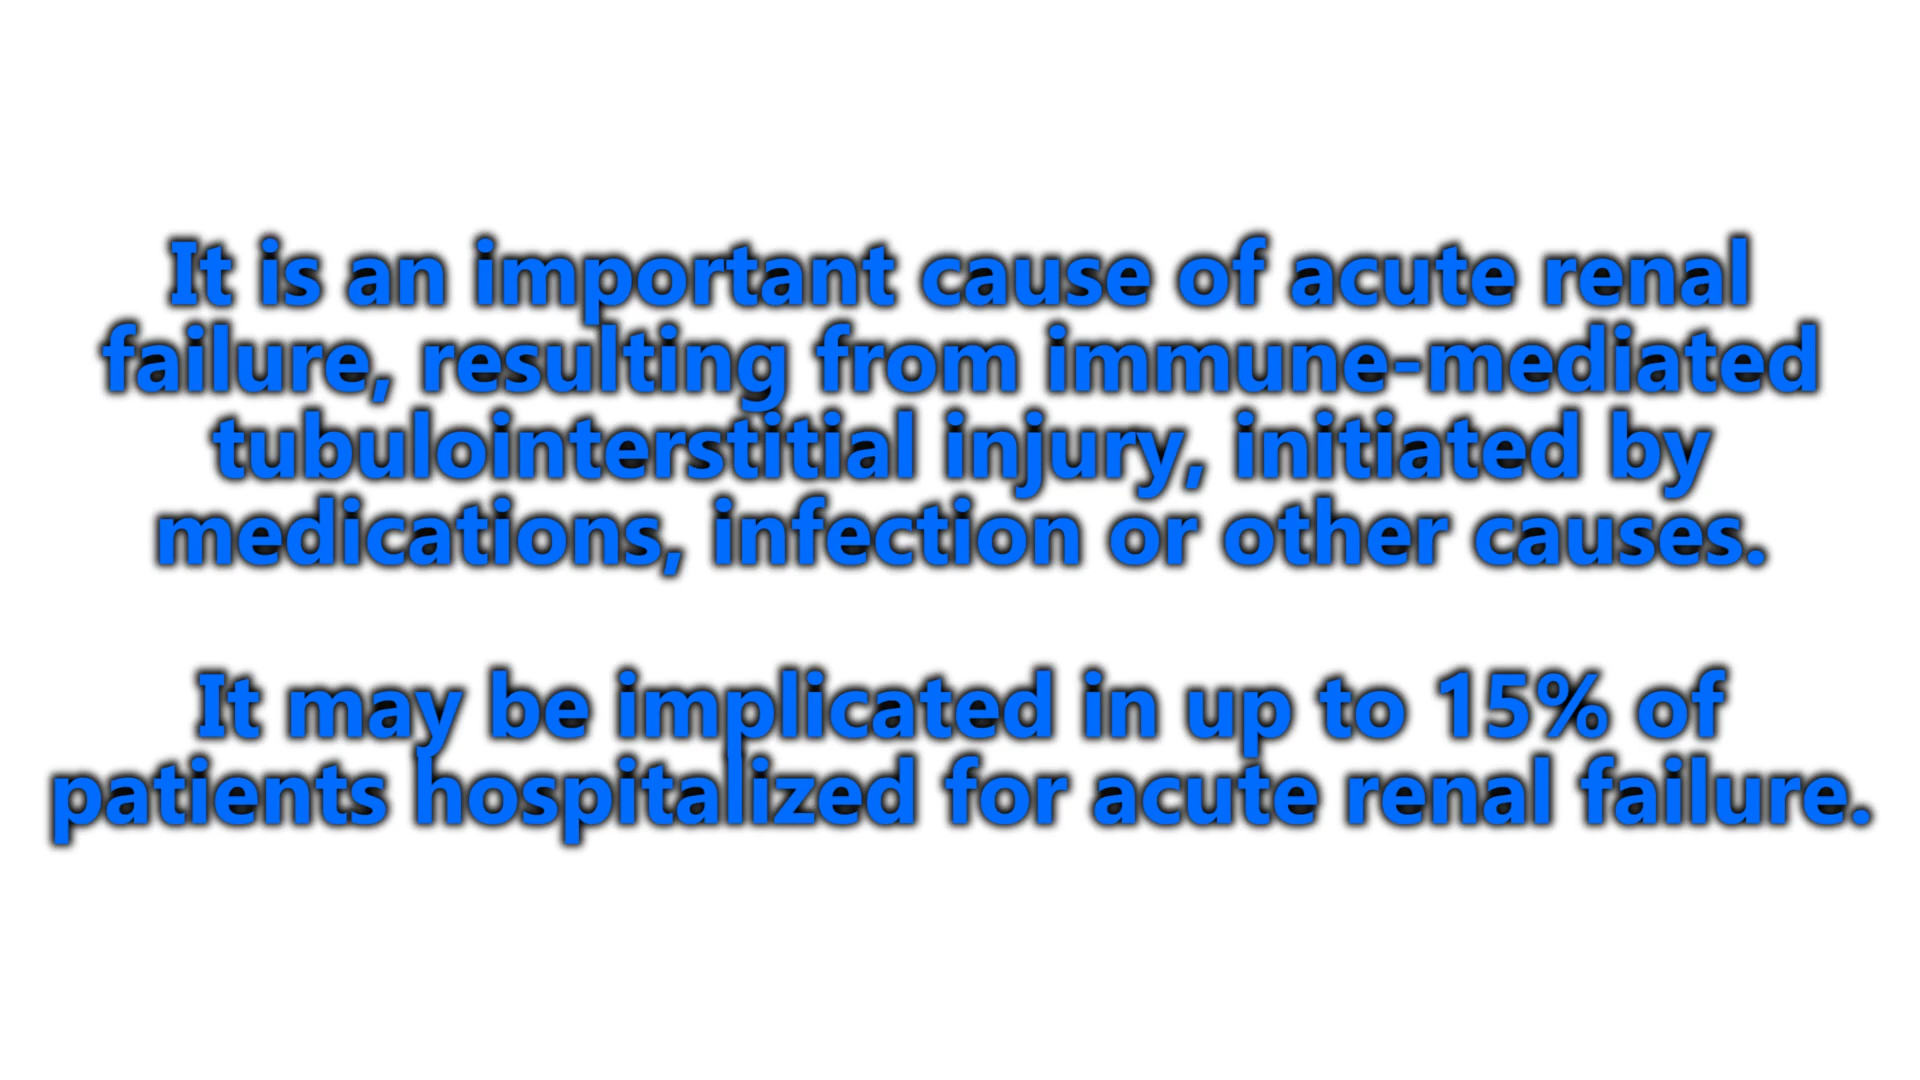 It is an important cause of acute renal
failure, resulting from immune-mediated
tubulointerstitial injury, initiated by
medications, infection or other causes.
It may be implicated in up to 15% of
patients hospitalized for acute renal failure.